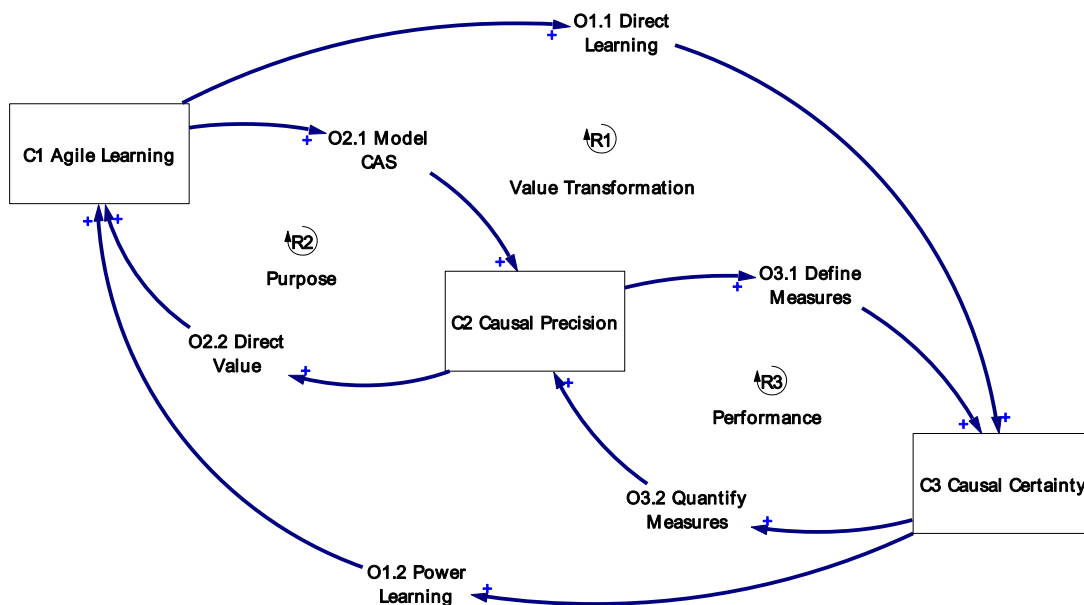 O1.1 Direct
Learning
+
C1 Agile Learning
+
O2.1 Model
CAS
R1
Value Transformation
+
+
R2
Purpose
+
O3.1 Define
Measures
+
C2 Causal Precision
O2.2 Direct
Value
+
+
R3
Performance
+
+
C3 Causal Certainty
O3.2 Quantify
Measures
+
O1.2 Power
Learning
+